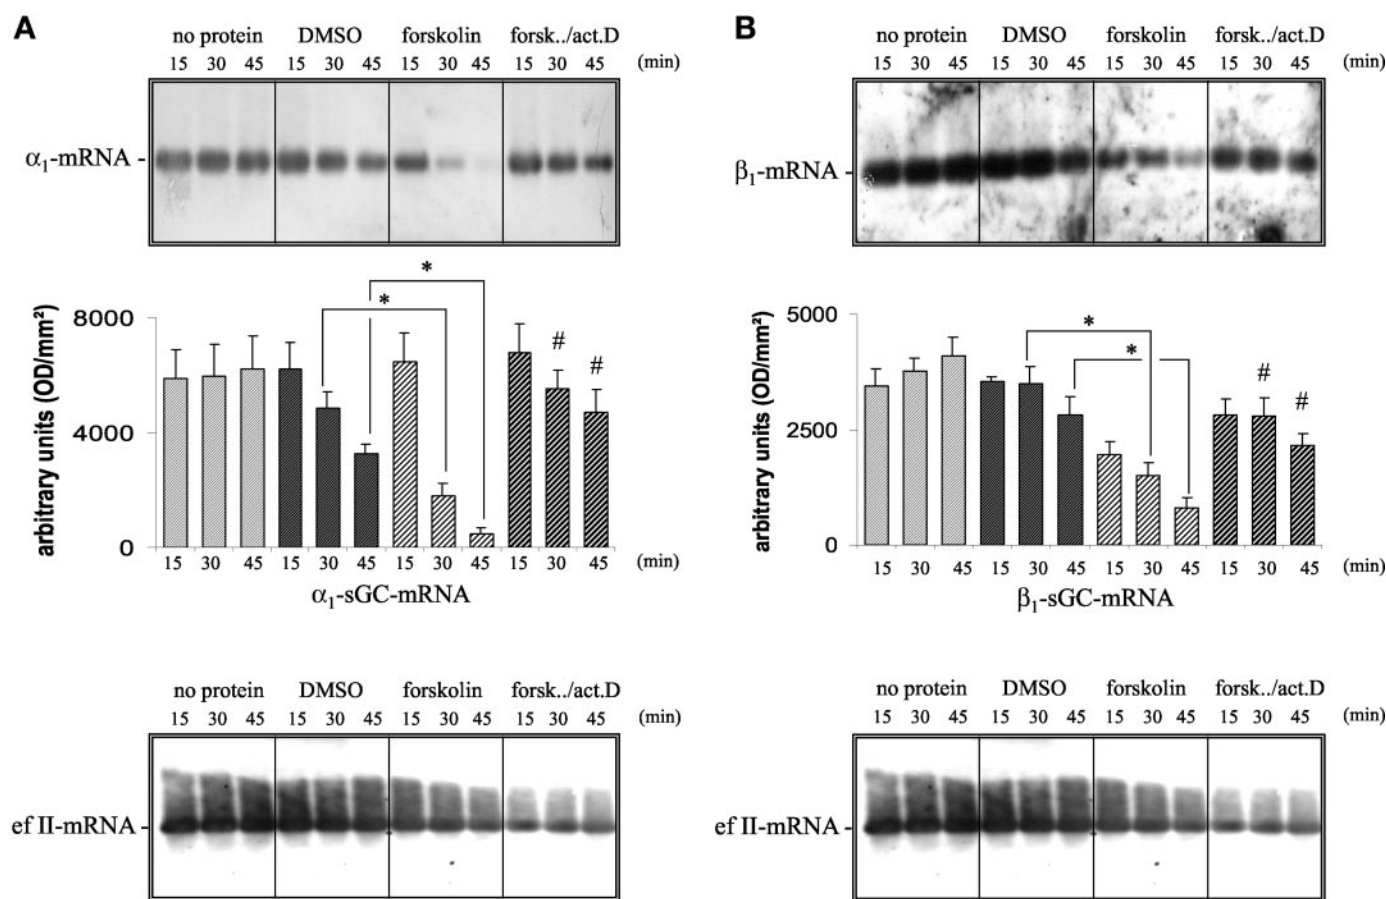 A
no protein DMSO forskolin forsk../act.D
15 30 45 15 30 45 15 30 45 15 30 45 (min)
α₁-mRNA -
* *
arbitrary units (OD/mm²)
8000
4000
0
# #
15 30 45 15 30 45 15 30 45 15 30 45 (min)
α₁-sGC-mRNA
no protein DMSO forskolin forsk../act.D
15 30 45 15 30 45 15 30 45 15 30 45 (min)
ef II-mRNA -
B
no protein DMSO forskolin forsk../act.D
15 30 45 15 30 45 15 30 45 15 30 45 (min)
β₁-mRNA -
* *
arbitrary units (OD/mm²)
5000
2500
0
# #
15 30 45 15 30 45 15 30 45 15 30 45 (min)
β₁-sGC-mRNA
no protein DMSO forskolin forsk../act.D
15 30 45 15 30 45 15 30 45 15 30 45 (min)
ef II-mRNA -